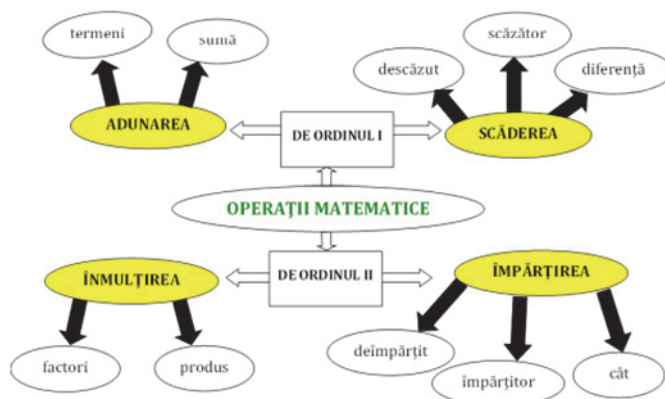 termeni
sumă
scăzător
descăzut
diferență
ADUNAREA
DE ORDINUL I
SCĂDEREA
OPERAȚII MATEMATICE
ÎNMULȚIREA
DE ORDINUL II
ÎMPĂRȚIREA
factori
produs
deîmpărțit
împărțitor
cât